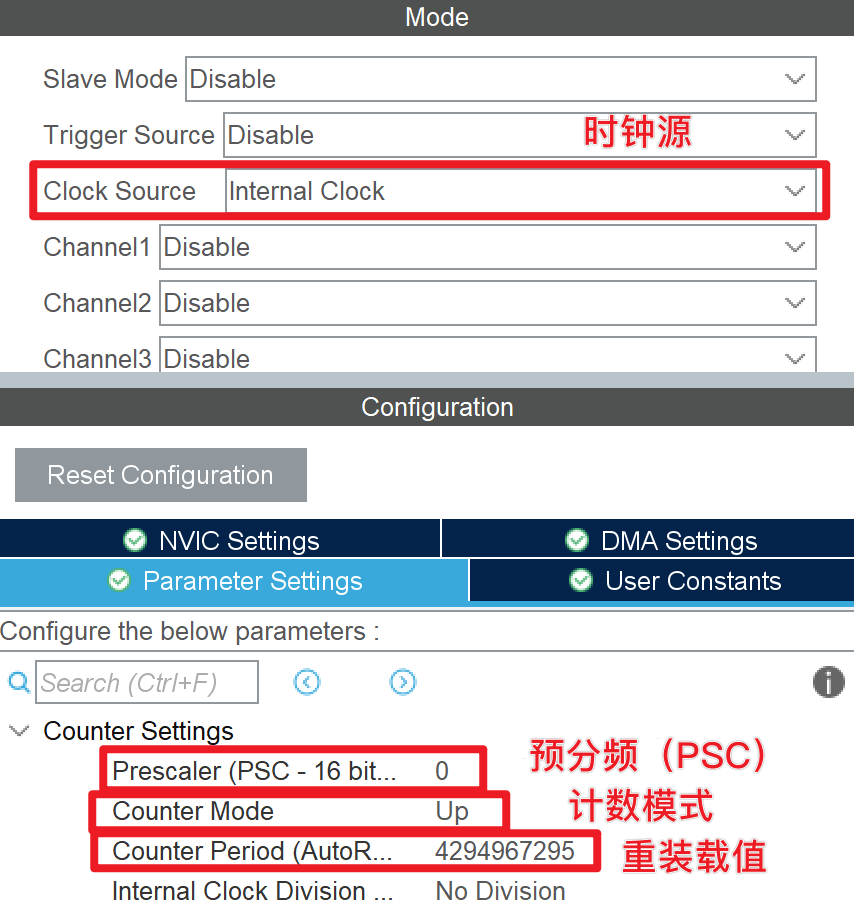 Mode
Slave Mode Disable
Trigger Source Disable
时钟源
Clock Source Internal Clock
Channel1 Disable
Channel2 Disable
Channel3 Disable
Configuration
Reset Configuration
NVIC Settings DMA Settings
Parameter Settings User Constants
Configure the below parameters :
Search (Ctrl+F)
Counter Settings
Prescaler (PSC - 16 bit... 0
预分频（PSC）
Counter Mode Up
计数模式
Counter Period (AutoR... 4294967295
重装载值
Internal Clock Division ... No Division